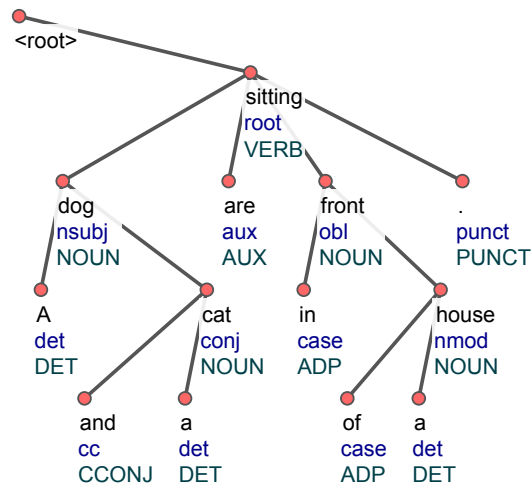 <root>
sitting
root
VERB
dog are front .
nsubj aux obl punct
NOUN AUX NOUN PUNCT
A cat in house
det conj case nmod
DET NOUN ADP NOUN
and a of a
cc det case det
CCONJ DET ADP DET